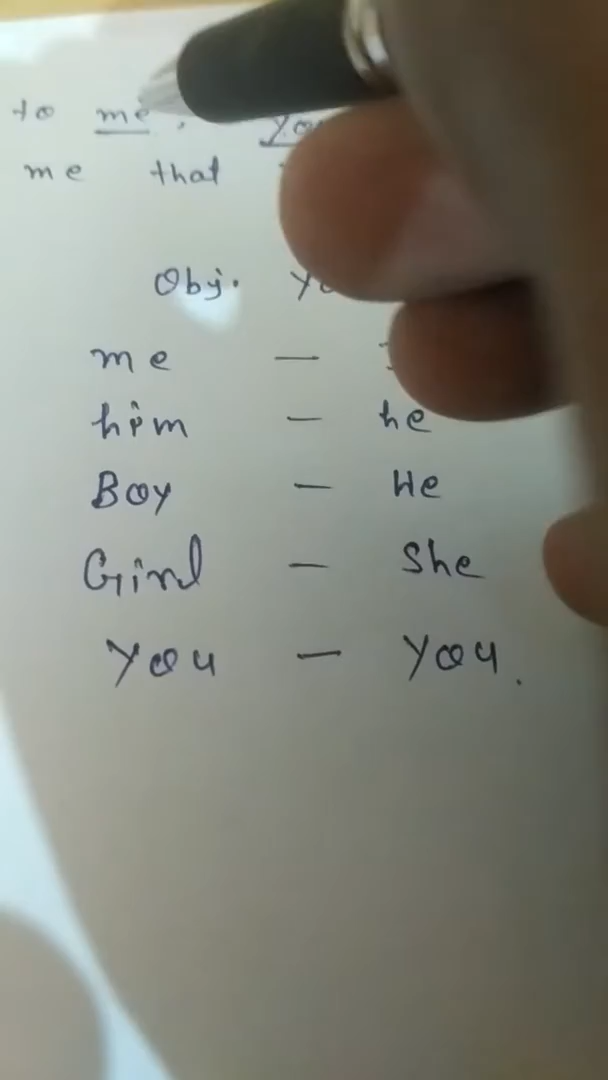 to me, you
me that
Obj.
me —
him — he
Boy — He
Girl — She
You — You.